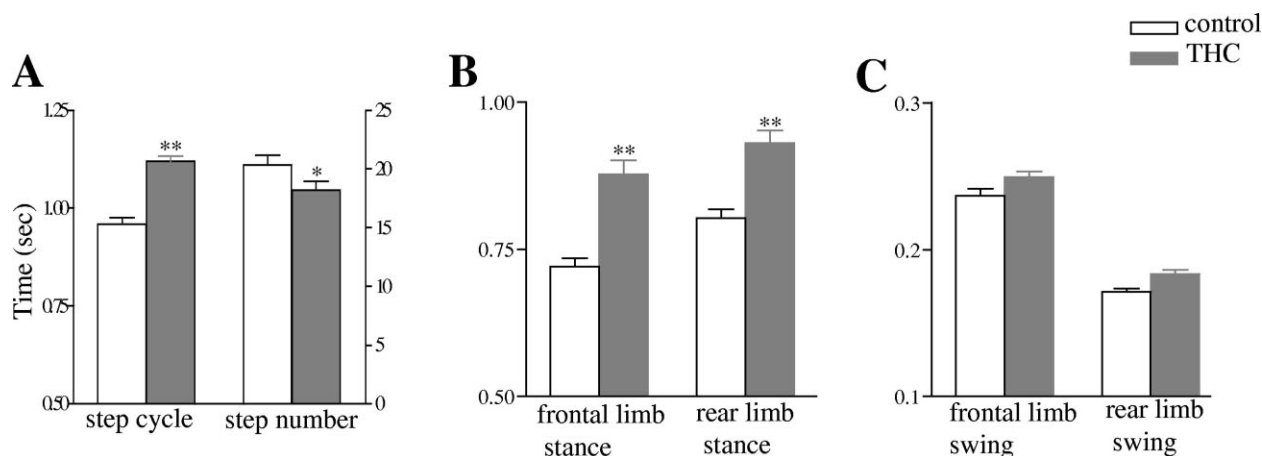 control
THC
A
Time (sec)
1.25
1.00
0.75
0.50
25
20
15
10
5
0
**
*
step cycle
step number
B
1.00
0.75
0.50
**
**
frontal limb
stance
rear limb
stance
C
0.3
0.2
0.1
frontal limb
swing
rear limb
swing